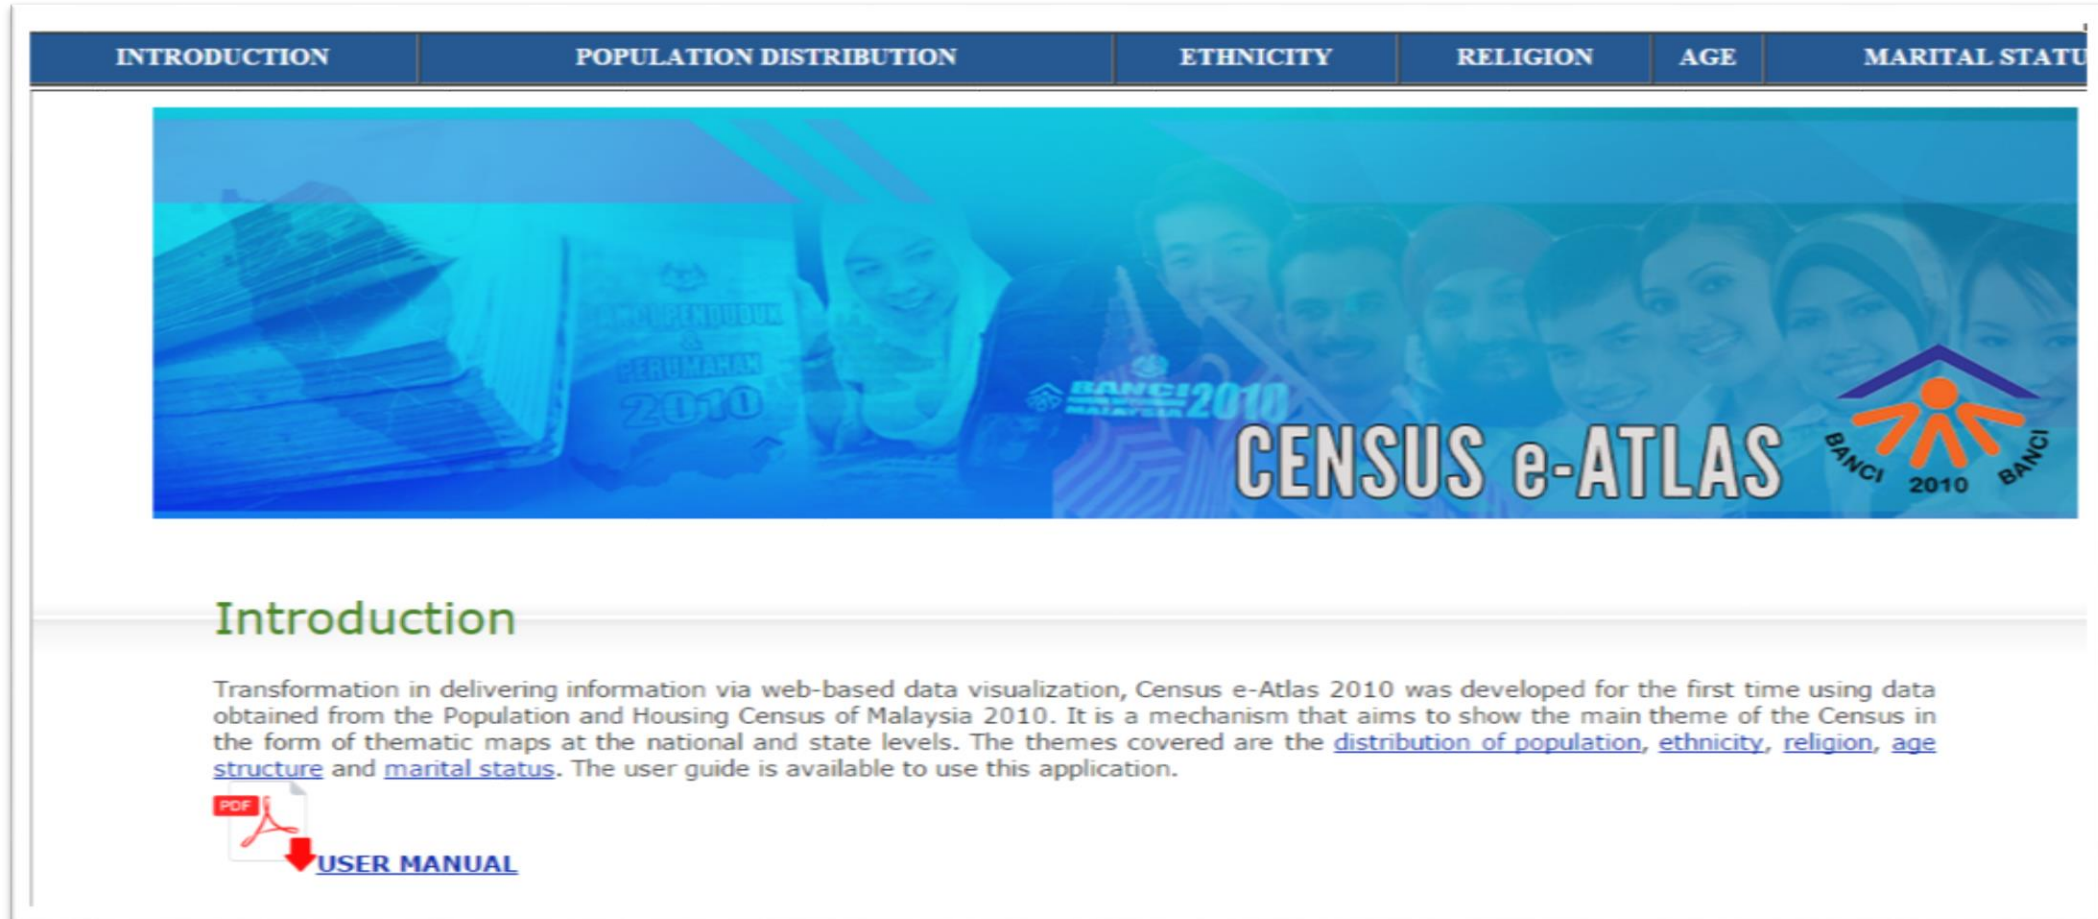 INTRODUCTION POPULATION DISTRIBUTION ETHNICITY RELIGION AGE MARITAL STATU
BANCI PENDUDUK
&
PERUMAHAN
2010
BANCI2010
MALAYSIA
CENSUS e-ATLAS
BANCI 2010 BANCI
Introduction
Transformation in delivering information via web-based data visualization, Census e-Atlas 2010 was developed for the first time using data
obtained from the Population and Housing Census of Malaysia 2010. It is a mechanism that aims to show the main theme of the Census in
the form of thematic maps at the national and state levels. The themes covered are the distribution of population, ethnicity, religion, age
structure and marital status. The user guide is available to use this application.
PDF
USER MANUAL